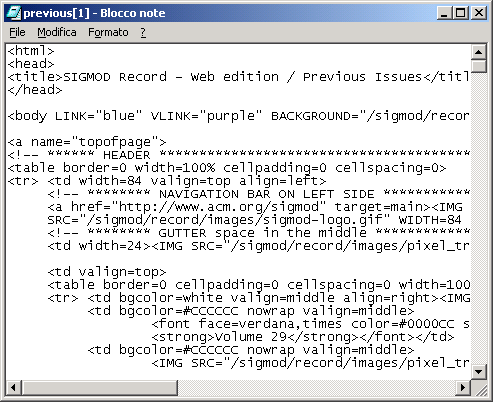 previous[1] - Blocco note
File Modifica Formato ?
<html>
<head>
<title>SIGMOD Record - Web edition / Previous Issues</titl
</head>
<body LINK="blue" VLINK="purple" BACKGROUND="/sigmod/recor
<a name="topofpage">
<!-- ****** HEADER ****************************************
<table border=0 width=100% cellpadding=0 cellspacing=0>
<tr> <td width=84 valign=top align=left>
<!-- ******** NAVIGATION BAR ON LEFT SIDE ************
<a href="http://www.acm.org/sigmod" target=main><IMG
SRC="/sigmod/record/images/sigmod-logo.gif" WIDTH=84
<!-- ******** GUTTER space in the middle *************
<td width=24><IMG SRC="/sigmod/record/images/pixel_tr
<td valign=top>
<table border=0 cellpadding=0 cellspacing=0 width=100
<tr> <td bgcolor=white valign=middle align=right><IMG
<td bgcolor=#CCCCCC nowrap valign=middle>
<font face=verdana,times color=#0000CC s
<strong>Volume 29</strong></font></td>
<td bgcolor=#CCCCCC nowrap valign=middle>
<IMG SRC="/sigmod/record/images/pixel_tr